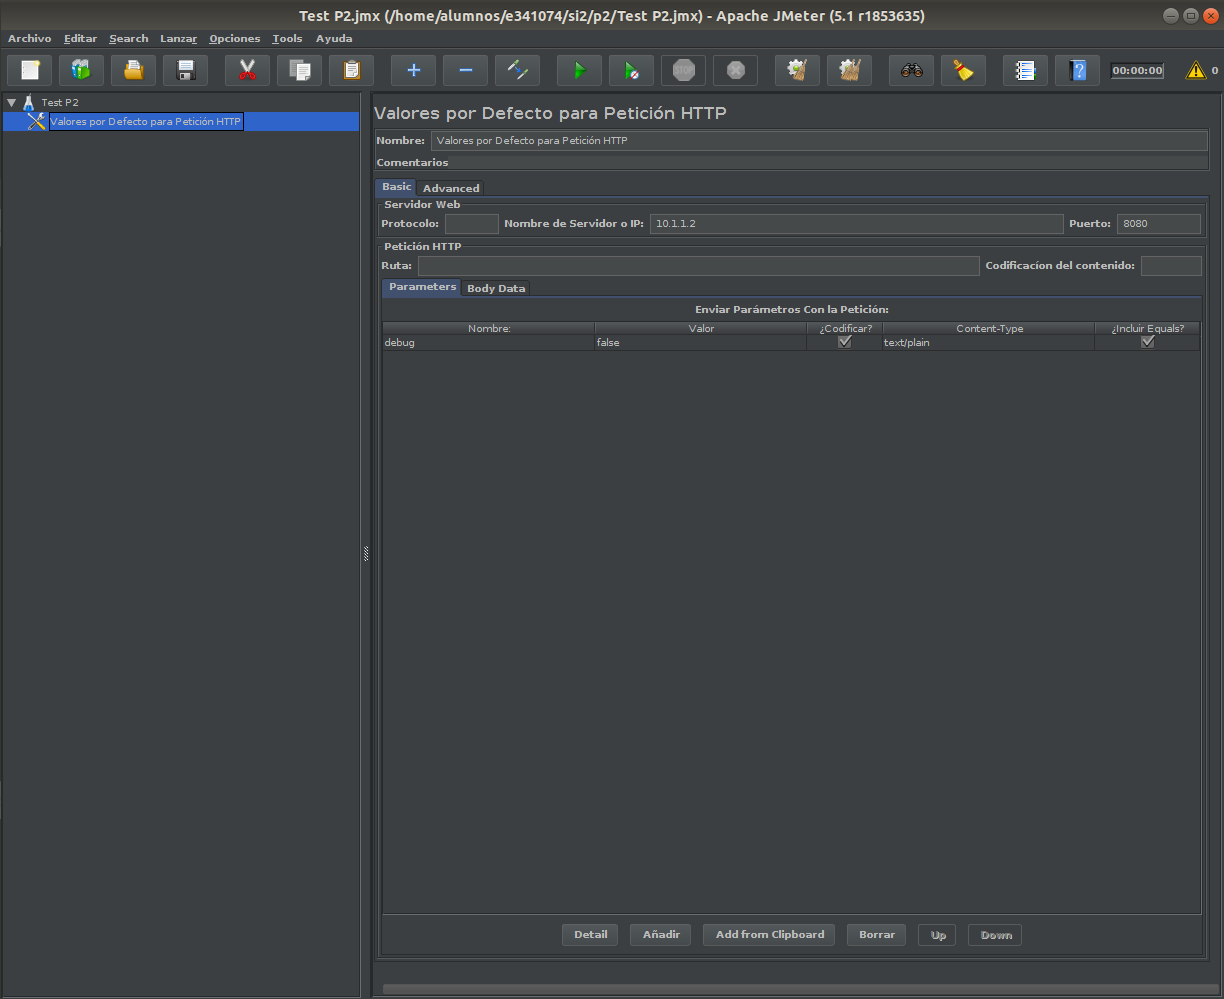 Test P2.jmx (/home/alumnos/e341074/si2/p2/Test P2.jmx) - Apache JMeter (5.1 r1853635)
Archivo Editar Search Lanzar Opciones Tools Ayuda
STOP 00:00:00 0
Test P2
Valores por Defecto para Petición HTTP
Valores por Defecto para Petición HTTP
Nombre: Valores por Defecto para Petición HTTP
Comentarios
Basic Advanced
Servidor Web
Protocolo: Nombre de Servidor o IP: 10.1.1.2 Puerto: 8080
Petición HTTP
Ruta: Codificacíon del contenido:
Parameters Body Data
Enviar Parámetros Con la Petición:
Nombre: Valor ¿Codificar? Content-Type ¿Incluir Equals?
debug false text/plain
Detail Añadir Add from Clipboard Borrar Up Down